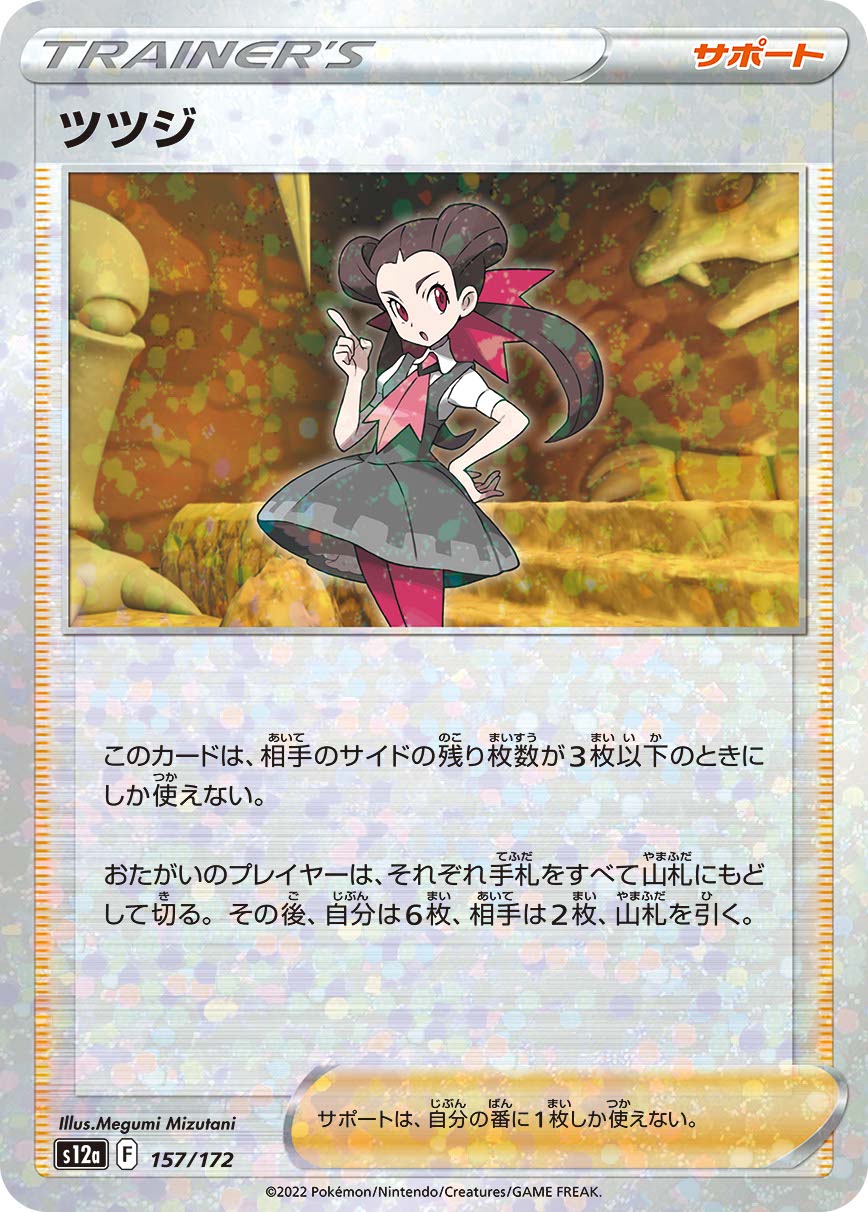 TRAINER'S
サポート
ツツジ
このカードは、相手のサイドの残り枚数が3枚以下のときに
しか使えない。
おたがいのプレイヤーは、それぞれ手札をすべて山札にもど
して切る。その後、自分は6枚、相手は2枚、山札を引く。
Illus.Megumi Mizutani
サポートは、自分の番に1枚しか使えない。
s12a F 157/172
©2022 Pokémon/Nintendo/Creatures/GAME FREAK.